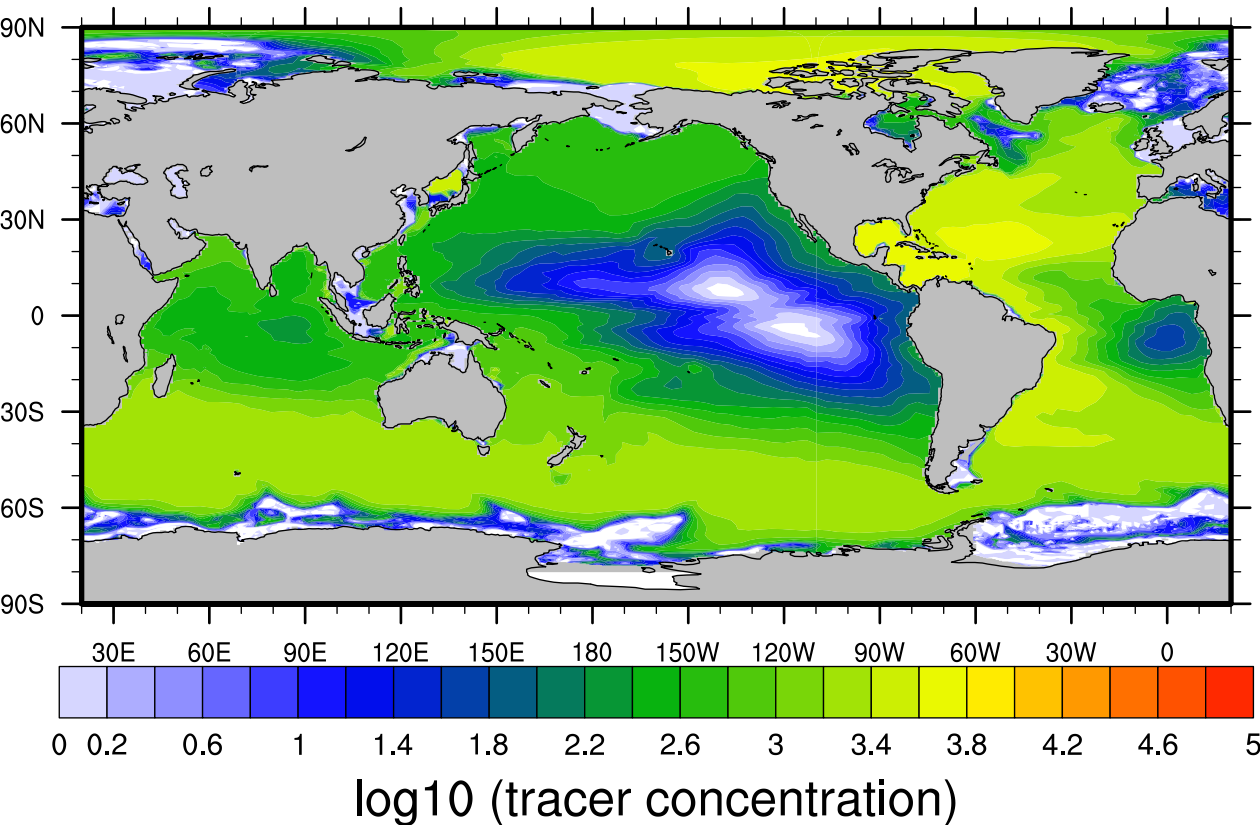 90N
60N
30N
0
30S
60S
90S
30E 60E 90E 120E 150E 180 150W 120W 90W 60W 30W 0
0 0.2 0.6 1 1.4 1.8 2.2 2.6 3 3.4 3.8 4.2 4.6 5
log10 (tracer concentration)